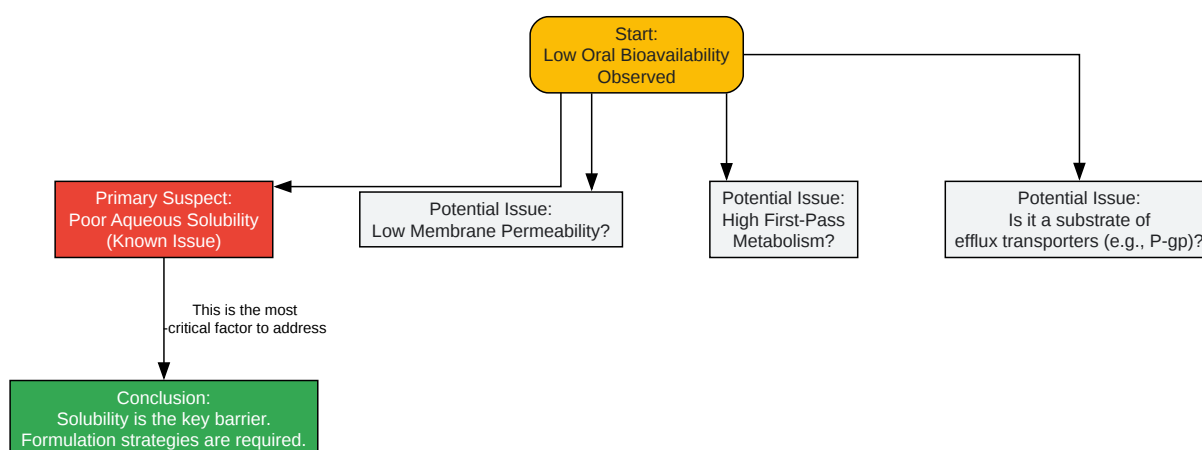 Start:
Low Oral Bioavailability
Observed
Primary Suspect:
Poor Aqueous Solubility
(Known Issue)
Potential Issue:
Low Membrane Permeability?
Potential Issue:
High First-Pass
Metabolism?
Potential Issue:
Is it a substrate of
efflux transporters (e.g., P-gp)?
This is the most
critical factor to address
Conclusion:
Solubility is the key barrier.
Formulation strategies are required.